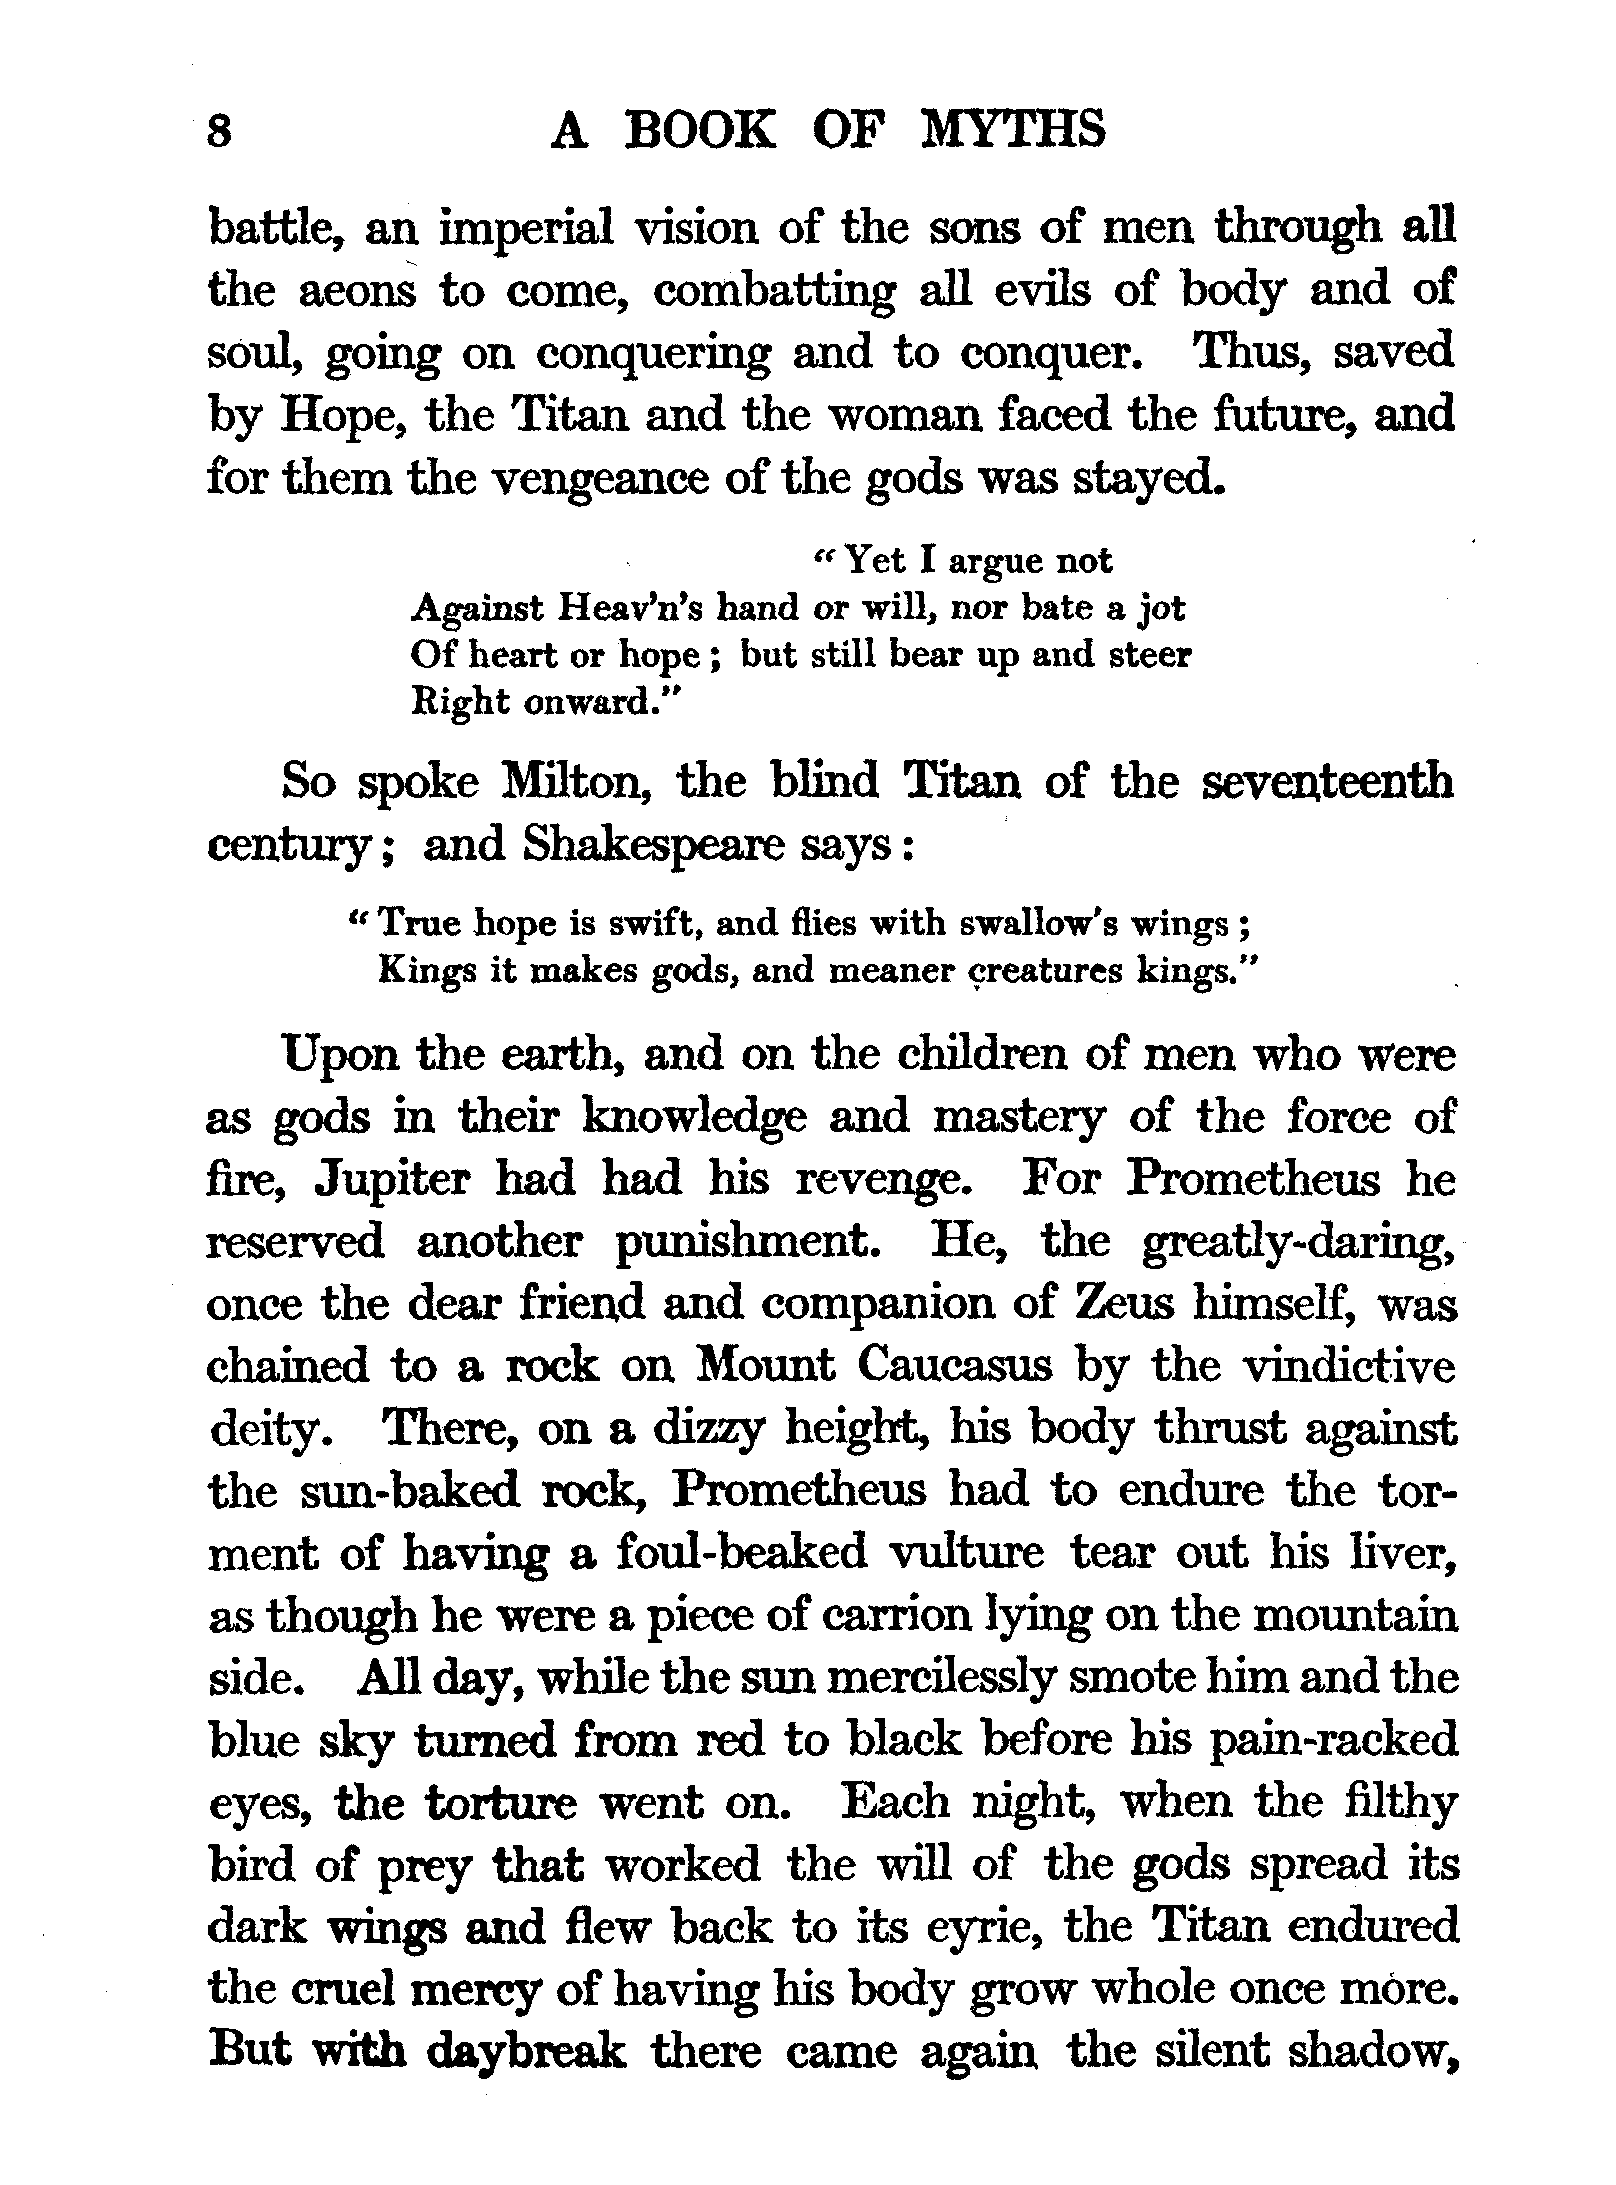 8 A BOOK OF MYTHS
battle, an imperial vision of the sons of men through all
the aeons to come, combatting all evils of body and of
soul, going on conquering and to conquer. Thus, saved
by Hope, the Titan and the woman faced the future, and
for them the vengeance of the gods was stayed.
“Yet I argue not
Against Heav’n’s hand or will, nor bate a jot
Of heart or hope; but still bear up and steer
Right onward.”
So spoke Milton, the blind Titan of the seventeenth
century; and Shakespeare says:
“True hope is swift, and flies with swallow’s wings;
Kings it makes gods, and meaner creatures kings.”
Upon the earth, and on the children of men who were
as gods in their knowledge and mastery of the force of
fire, Jupiter had had his revenge. For Prometheus he
reserved another punishment. He, the greatly-daring,
once the dear friend and companion of Zeus himself, was
chained to a rock on Mount Caucasus by the vindictive
deity. There, on a dizzy height, his body thrust against
the sun-baked rock, Prometheus had to endure the tor-
ment of having a foul-beaked vulture tear out his liver,
as though he were a piece of carrion lying on the mountain
side. All day, while the sun mercilessly smote him and the
blue sky turned from red to black before his pain-racked
eyes, the torture went on. Each night, when the filthy
bird of prey that worked the will of the gods spread its
dark wings and flew back to its eyrie, the Titan endured
the cruel mercy of having his body grow whole once more.
But with daybreak there came again the silent shadow,